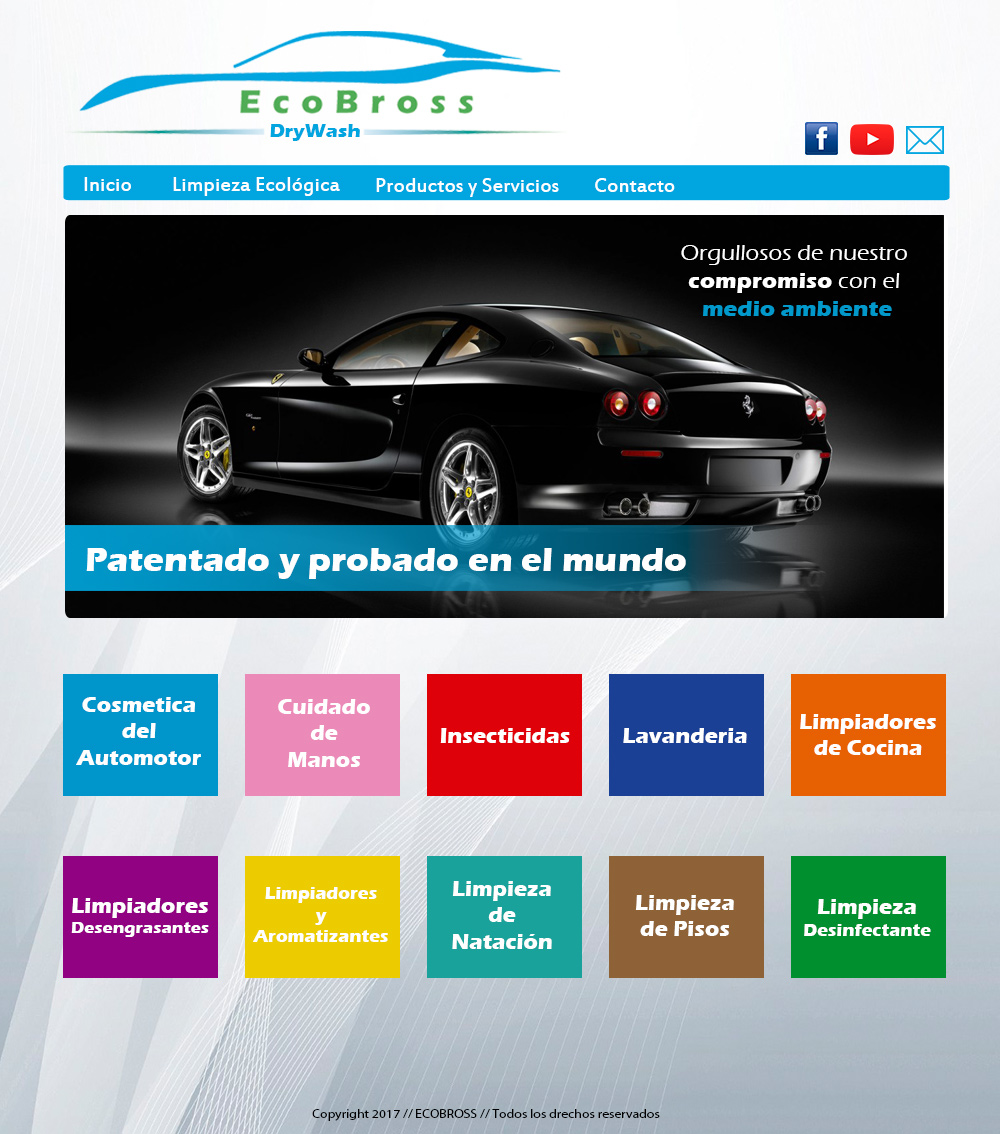 EcoBross
DryWash
f
Inicio Limpieza Ecológica Productos y Servicios Contacto
Orgullosos de nuestro
compromiso con el
medio ambiente
Patentado y probado en el mundo
Cosmetica
del
Automotor
Cuidado
de
Manos
Insecticidas
Lavanderia
Limpiadores
de Cocina
Limpiadores
Desengrasantes
Limpiadores
y
Aromatizantes
Limpieza
de
Natación
Limpieza
de Pisos
Limpieza
Desinfectante
Copyright 2017 // ECOBROSS // Todos los drechos reservados